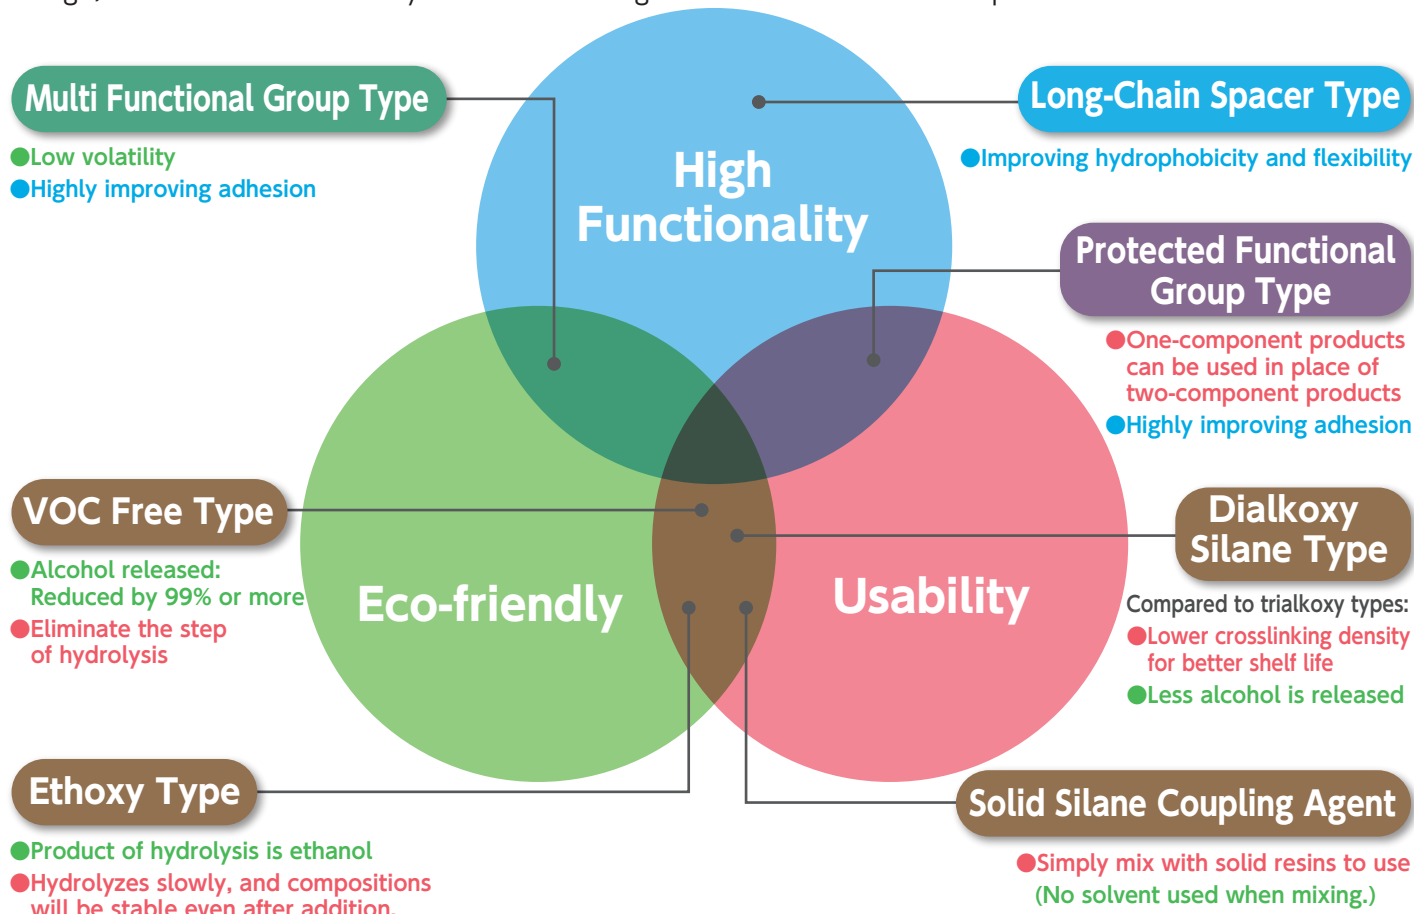 Multi Functional Group Type
●Low volatility
●Highly improving adhesion
Long-Chain Spacer Type
●Improving hydrophobicity and flexibility
High
Functionality
Protected Functional
Group Type
●One-component products
can be used in place of
two-component products
●Highly improving adhesion
VOC Free Type
●Alcohol released:
Reduced by 99% or more
●Eliminate the step
of hydrolysis
Eco-friendly
Usability
Dialkoxy
Silane Type
Compared to trialkoxy types:
●Lower crosslinking density
for better shelf life
●Less alcohol is released
Ethoxy Type
●Product of hydrolysis is ethanol
●Hydrolyzes slowly, and compositions
will be stable even after addition.
Solid Silane Coupling Agent
●Simply mix with solid resins to use
(No solvent used when mixing.)